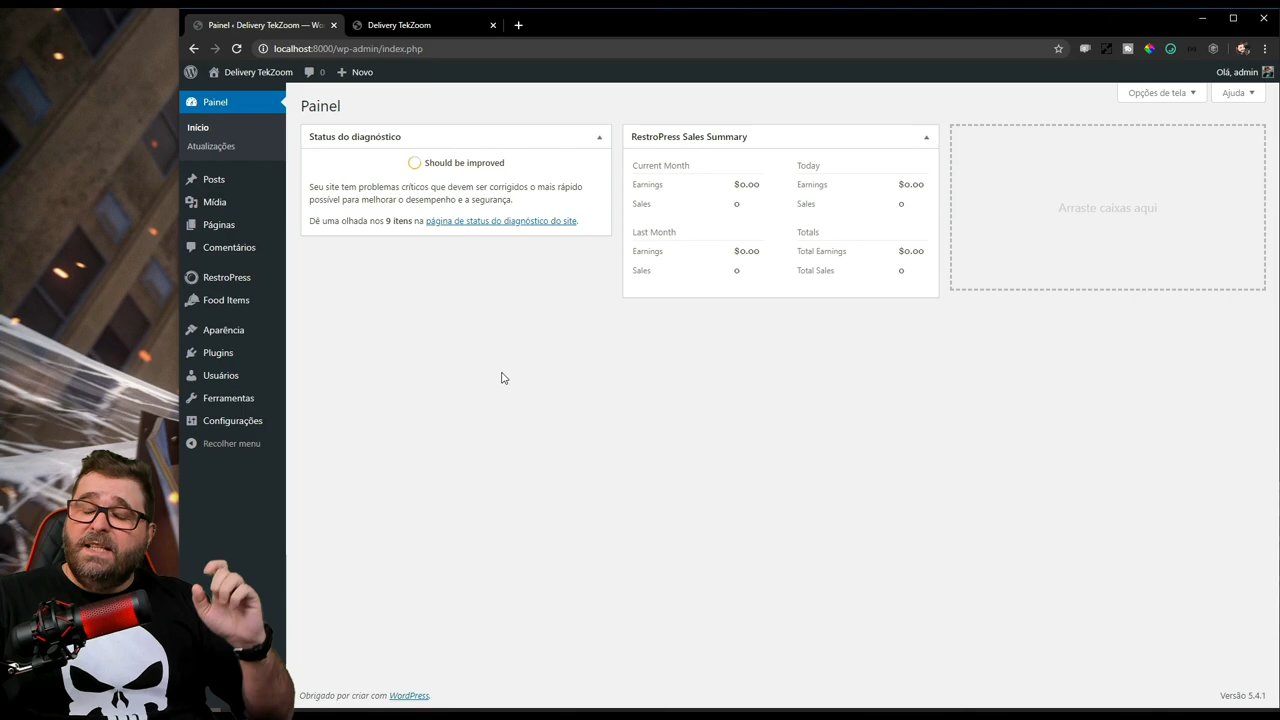 Painel ‹ Delivery TekZoom — Wo
Delivery TekZoom
localhost:8000/wp-admin/index.php
Delivery TekZoom
0
Novo
Olá, admin
Painel
Início
Atualizações
Posts
Mídia
Páginas
Comentários
RestroPress
Food Items
Aparência
Plugins
Usuários
Ferramentas
Configurações
Recolher menu
Opções de tela
Ajuda
Painel
Status do diagnóstico
Should be improved
Seu site tem problemas críticos que devem ser corrigidos o mais rápido
possível para melhorar o desempenho e a segurança.
Dê uma olhada nos 9 itens na página de status do diagnóstico do site.
RestroPress Sales Summary
Current Month
Earnings $0.00
Sales 0
Today
Earnings $0.00
Sales 0
Last Month
Earnings $0.00
Sales 0
Totals
Total Earnings $0.00
Total Sales 0
Arraste caixas aqui
Obrigado por criar com WordPress.
Versão 5.4.1